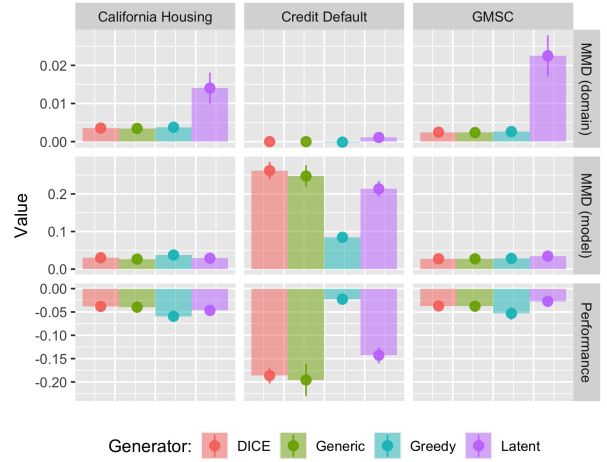 California Housing
Credit Default
GMSC
0.02
0.01
0.00
MMD (domain)
0.2
0.1
0.0
MMD (model)
Value
0.00
-0.05
-0.10
-0.15
-0.20
Performance
Generator: DICE Generic Greedy Latent